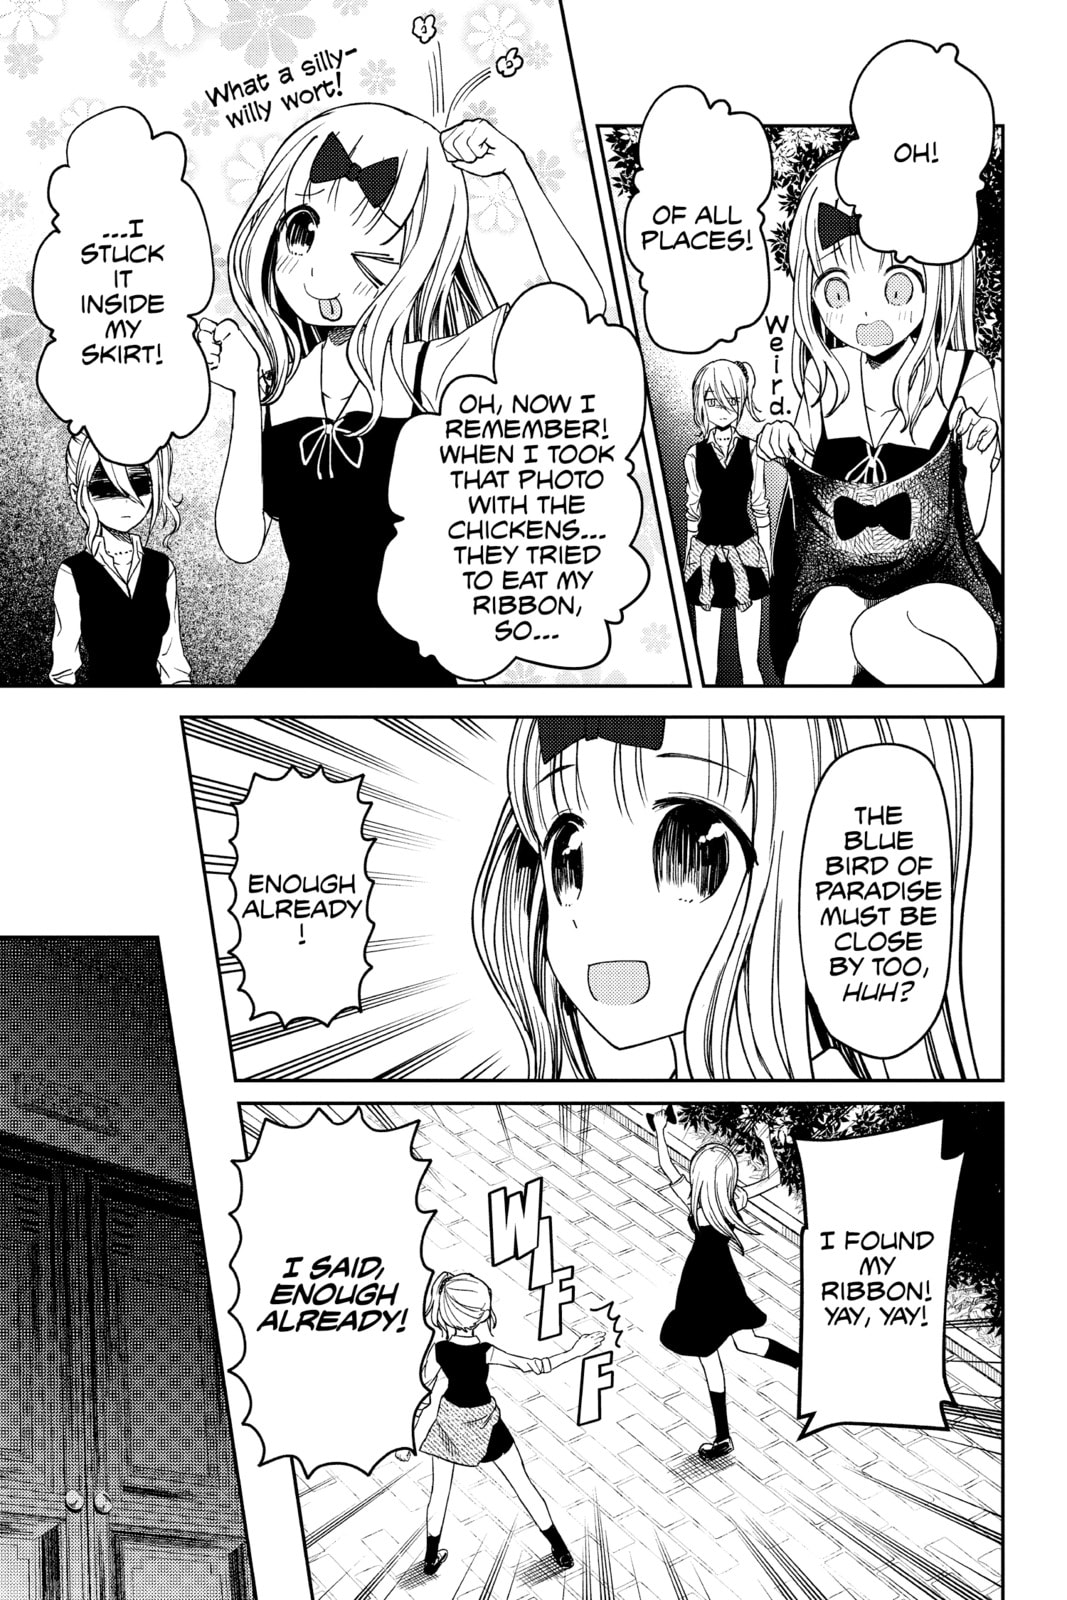 OH!
OF ALL
PLACES!
Weird.
OH, NOW I
REMEMBER!
WHEN I TOOK
THAT PHOTO
WITH THE
CHICKENS...
THEY TRIED
TO EAT MY
RIBBON,
SO...
What a silly-
willy wort!
...I
STUCK
IT
INSIDE
MY
SKIRT!
THE
BLUE
BIRD OF
PARADISE
MUST BE
CLOSE
BY TOO,
HUH?
ENOUGH
ALREADY
!
I FOUND
MY
RIBBON!
YAY, YAY!
WIFF
I SAID,
ENOUGH
ALREADY!